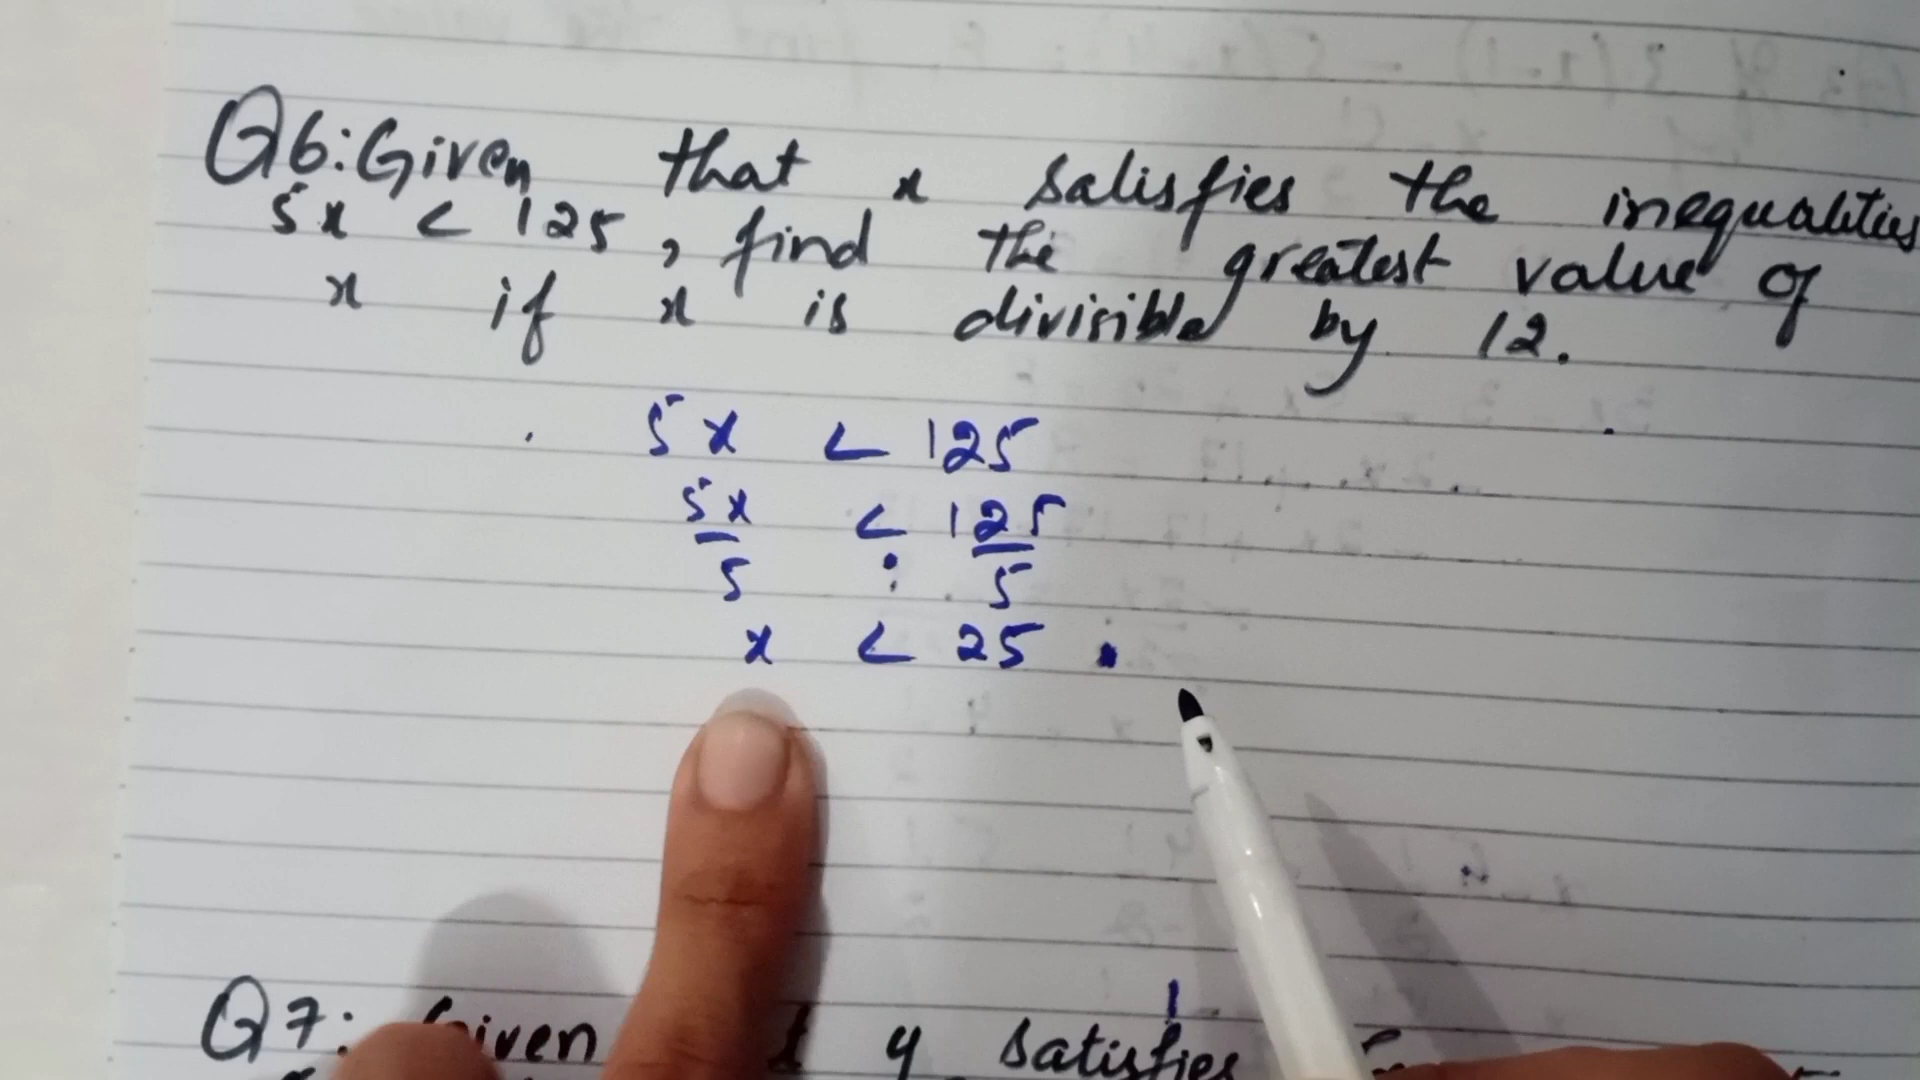 Q6: Given that x satisfies the inequalities
5x < 125, find the greatest value of
x if x is divisible by 12.
5x < 125
5x/5 < 125/5
x < 25
Q7: Given y satisfies